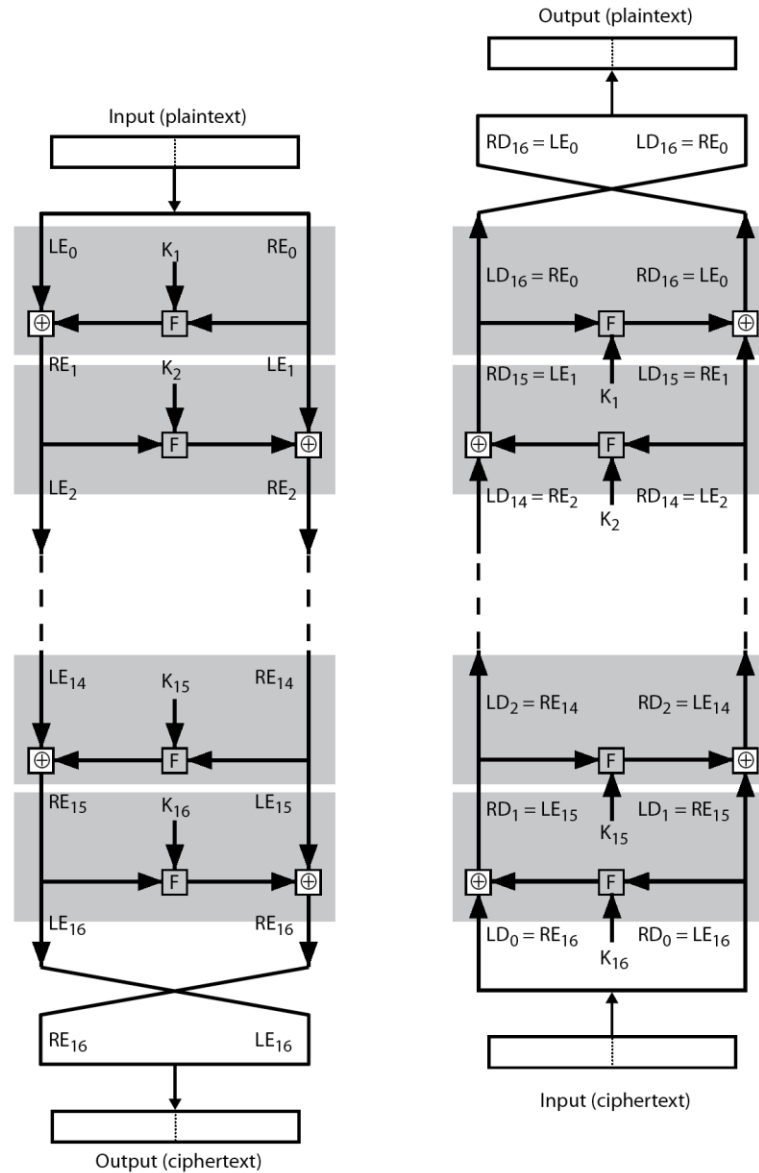 Input (plaintext)
LE₀ K₁ RE₀
⊕ F
RE₁ K₂ LE₁
F ⊕
LE₂ RE₂
LE₁₄ K₁₅ RE₁₄
⊕ F
RE₁₅ K₁₆ LE₁₅
F ⊕
LE₁₆ RE₁₆
RE₁₆ LE₁₆
Output (ciphertext)
Output (plaintext)
RD₁₆ = LE₀ LD₁₆ = RE₀
LD₁₆ = RE₀ RD₁₆ = LE₀
F ⊕
RD₁₅ = LE₁ K₁ LD₁₅ = RE₁
⊕ F
LD₁₄ = RE₂ K₂ RD₁₄ = LE₂
LD₂ = RE₁₄ RD₂ = LE₁₄
F ⊕
RD₁ = LE₁₅ K₁₅ LD₁ = RE₁₅
⊕ F
LD₀ = RE₁₆ K₁₆ RD₀ = LE₁₆
Input (ciphertext)